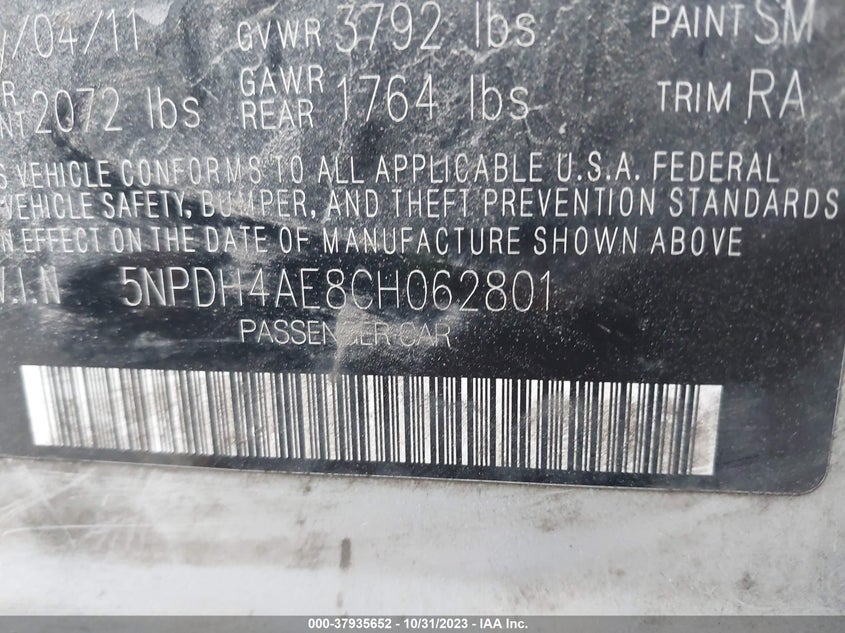 /04/11 GVWR 3792 lbs PAINT SM
2072 lbs GAWR REAR 1764 lbs TRIM RA
VEHICLE CONFORMS TO ALL APPLICABLE U.S.A. FEDERAL
VEHICLE SAFETY, BUMPER, AND THEFT PREVENTION STANDARDS
IN EFFECT ON THE DATE OF MANUFACTURE SHOWN ABOVE
V.I.N 5NPDH4AE8CH062801
PASSENGER CAR
000-37935652 - 10/31/2023 - IAA Inc.